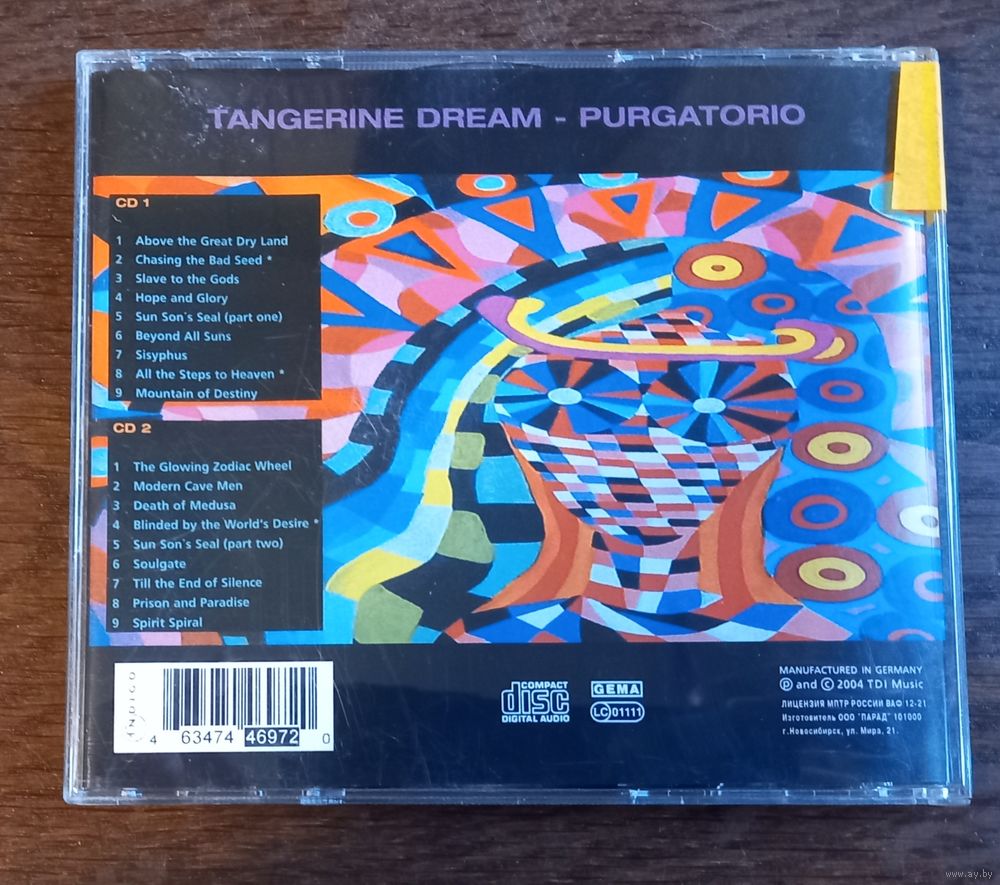 TANGERINE DREAM - PURGATORIO
CD 1
1 Above the Great Dry Land
2 Chasing the Bad Seed *
3 Slave to the Gods
4 Hope and Glory
5 Sun Son´s Seal (part one)
6 Beyond All Suns
7 Sisyphus
8 All the Steps to Heaven *
9 Mountain of Destiny
CD 2
1 The Glowing Zodiac Wheel
2 Modern Cave Men
3 Death of Medusa
4 Blinded by the World's Desire *
5 Sun Son´s Seal (part two)
6 Soulgate
7 Till the End of Silence
8 Prison and Paradise
9 Spirit Spiral
INDIGO
4 63474 46972 0
COMPACT
disc
DIGITAL AUDIO
GEMA
LC 01111
MANUFACTURED IN GERMANY
℗ and © 2004 TDI Music
ЛИЦЕНЗИЯ МПТР РОССИИ ВАФ 12-21
Изготовитель ООО "ПАРАД" 101000
г.Новосибирск, ул. Мира, 21.
www.ay.by